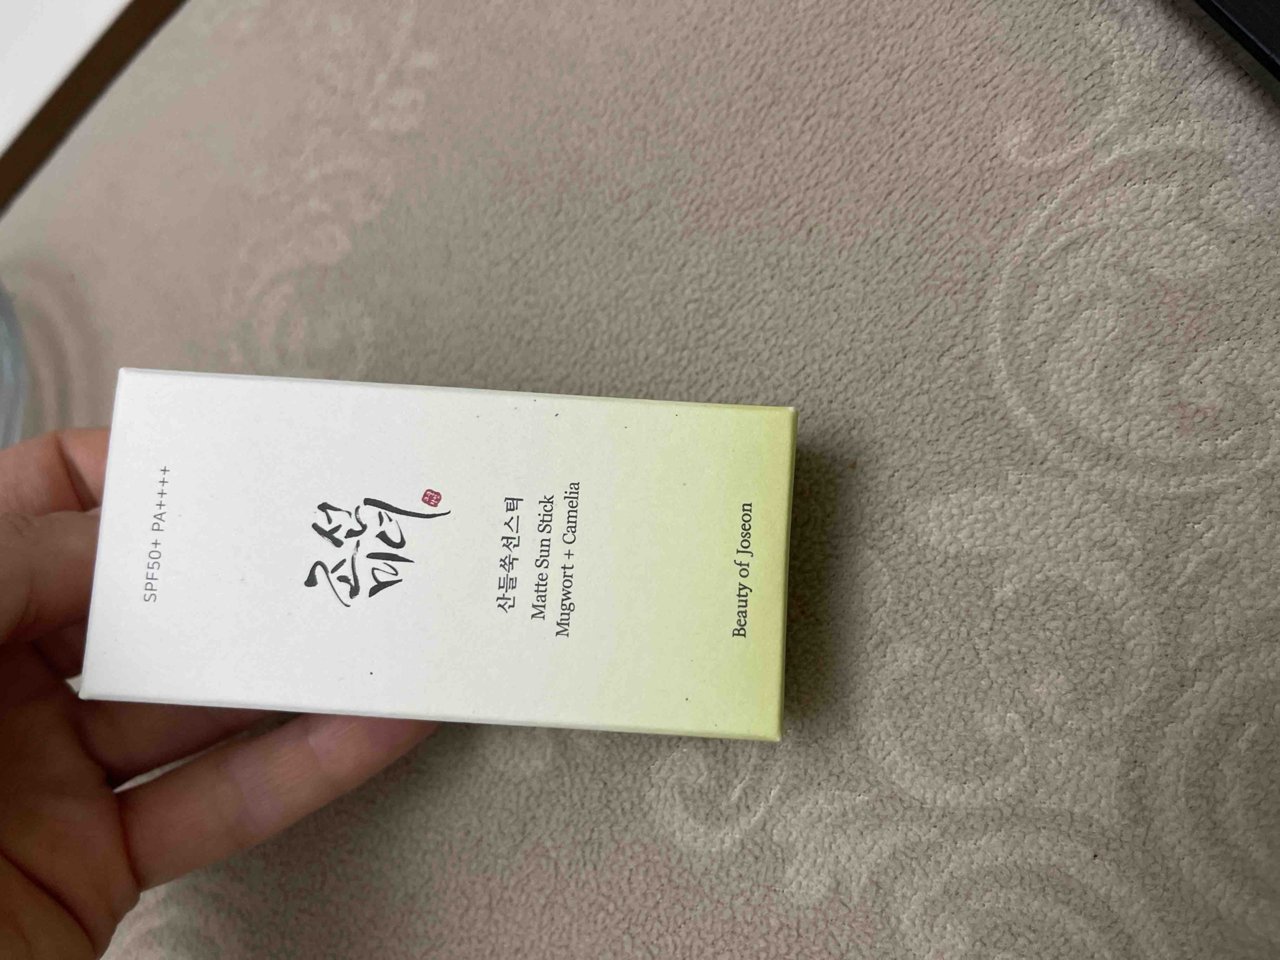 SPF50+ PA++++
조선
미녀
산들쑥선스틱
Matte Sun Stick
Mugwort + Camelia
Beauty of Joseon